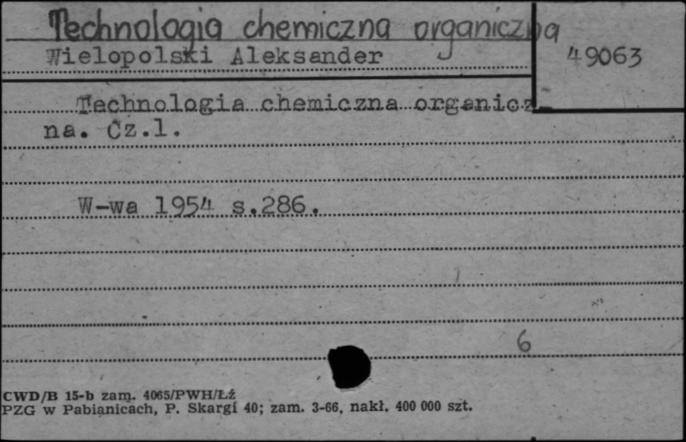 Technologia chemiczna organiczna
Wielopolski Aleksander
49063
Technologia chemiczna organicz-
na. Cz.1.
W-wa 1954 s.286.
6
CWD/B 15-b zam. 4065/PWH/Łź
PZG w Pabianicach, P. Skargi 40; zam. 3-66, nakł. 400 000 szt.